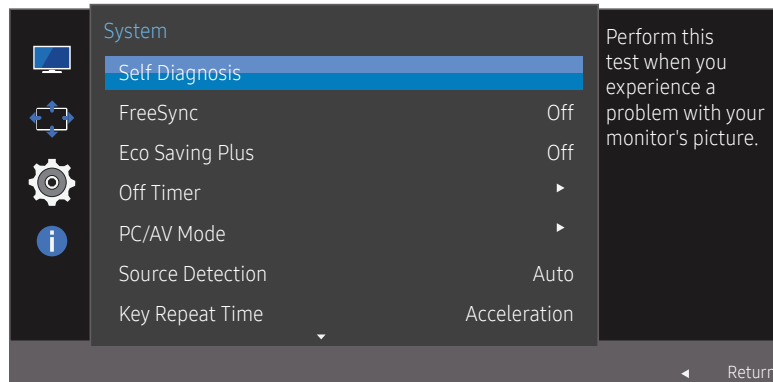 System
Self Diagnosis
FreeSync Off
Eco Saving Plus Off
Off Timer
PC/AV Mode
Source Detection Auto
Key Repeat Time Acceleration
Perform this
test when you
experience a
problem with your
monitor's picture.
Return